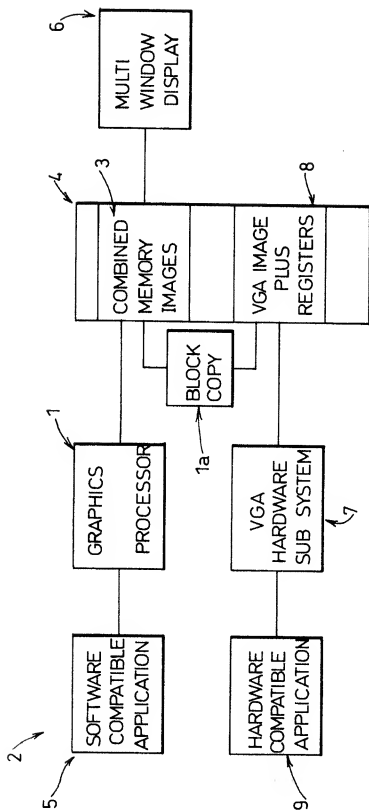 2
5
SOFTWARE
COMPATIBLE
APPLICATION
1
GRAPHICS
PROCESSOR
4
3
COMBINED
MEMORY
IMAGES
6
MULTI
WINDOW
DISPLAY
BLOCK
COPY
1a
9
HARDWARE
COMPATIBLE
APPLICATION
7
VGA
HARDWARE
SUB SYSTEM
8
VGA IMAGE
PLUS
REGISTERS